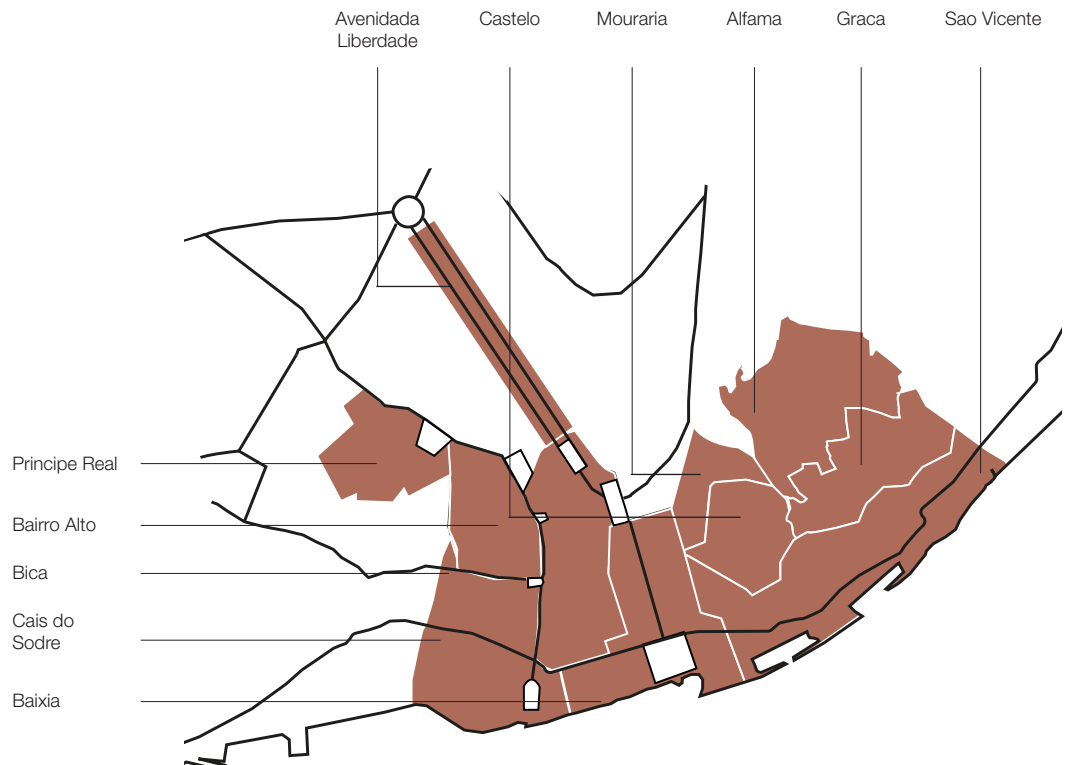 Avenidada
Liberdade
Castelo
Mouraria
Alfama
Graca
Sao Vicente
Principe Real
Bairro Alto
Bica
Cais do
Sodre
Baixia